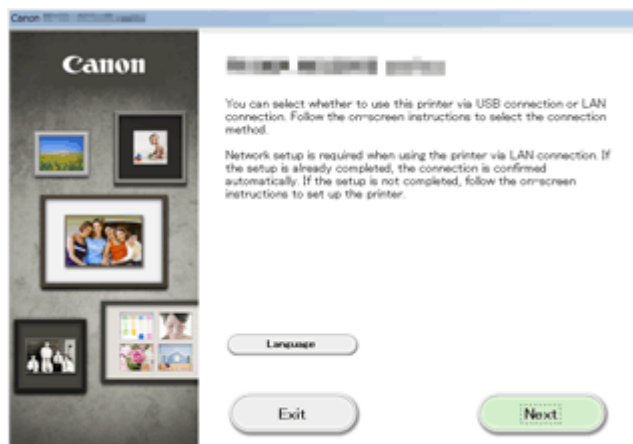 Canon
Canon
You can select whether to use this printer via USB connection or LAN
connection. Follow the on-screen instructions to select the connection
method.
Network setup is required when using the printer via LAN connection. If
the setup is already completed, the connection is confirmed
automatically. If the setup is not completed, follow the on-screen
instructions to set up the printer.
Language
Exit
Next